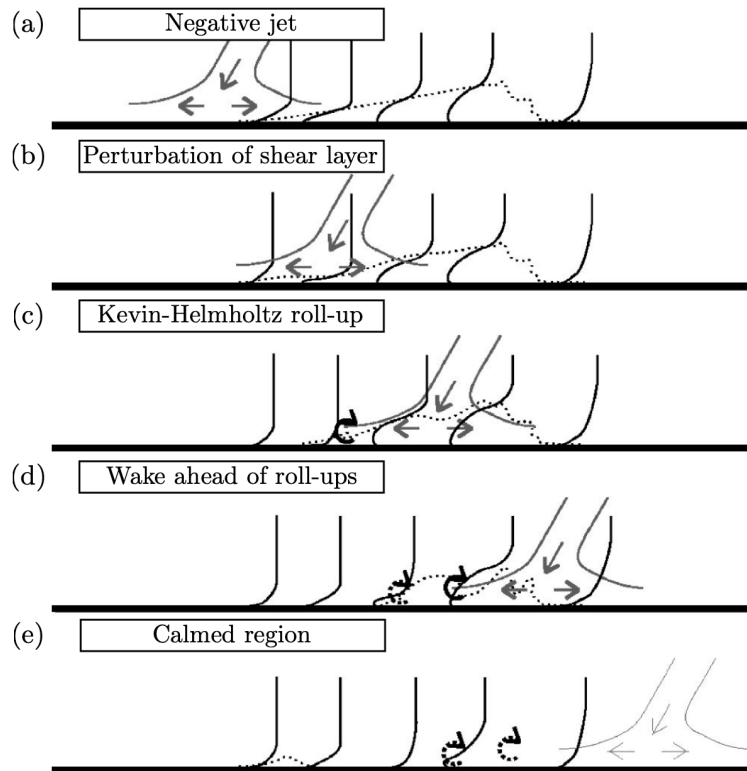 (a) Negative jet
(b) Perturbation of shear layer
(c) Kevin-Helmholtz roll-up
(d) Wake ahead of roll-ups
(e) Calmed region